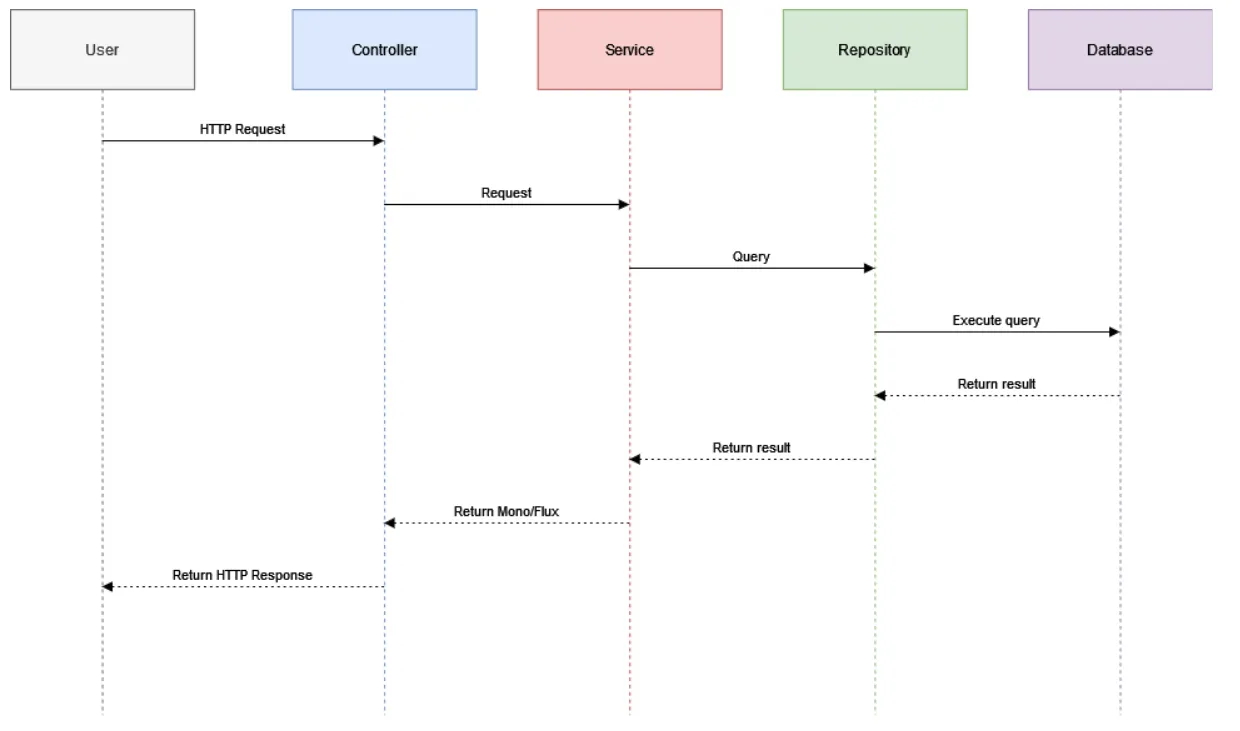 User
Controller
Service
Repository
Database
HTTP Request
Request
Query
Execute query
Return result
Return result
Return Mono/Flux
Return HTTP Response